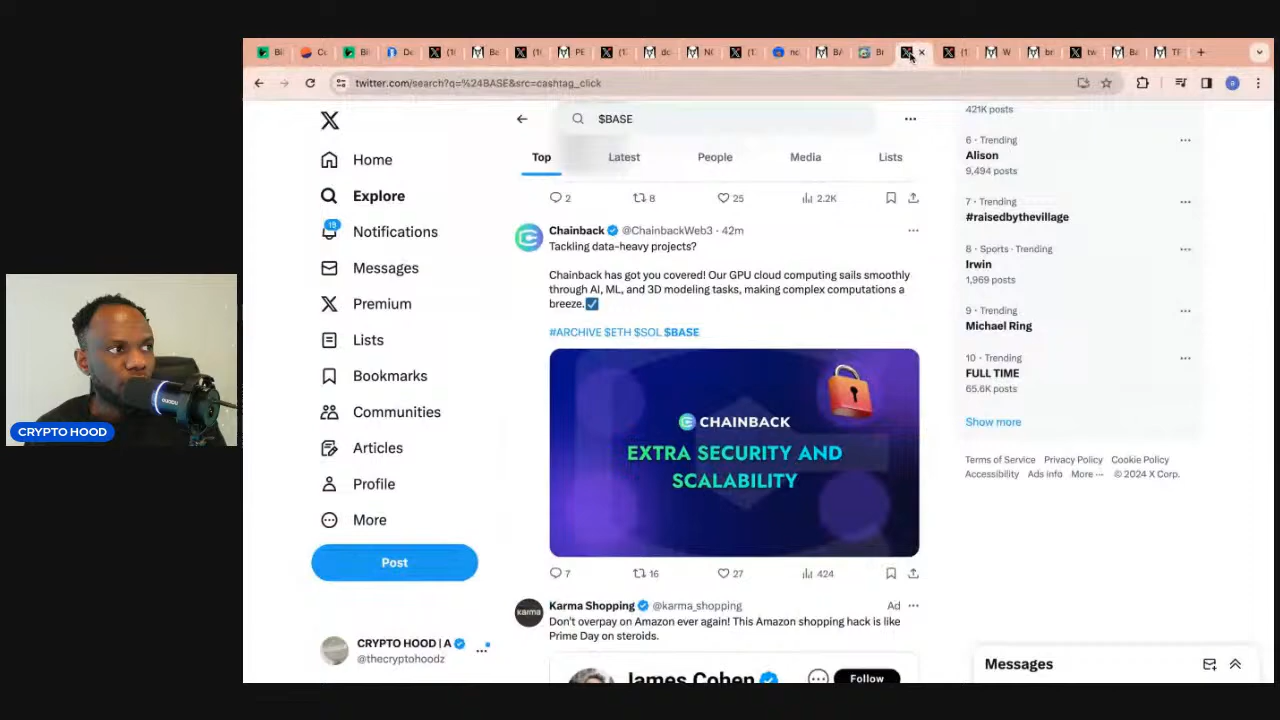 twitter.com/search?q=%24BASE&src=cashtag_click
$BASE
Top
Latest
People
Media
Lists
Home
Explore
19
Notifications
Messages
Premium
Lists
Bookmarks
Communities
Articles
Profile
More
Post
CRYPTO HOOD | A
@thecryptohoodz
2
8
25
2.2K
Chainback @ChainbackWeb3 · 42m
Tackling data-heavy projects?
Chainback has got you covered! Our GPU cloud computing sails smoothly
through AI, ML, and 3D modeling tasks, making complex computations a
breeze.
#ARCHIVE $ETH $SOL $BASE
CHAINBACK
EXTRA SECURITY AND
SCALABILITY
7
16
27
424
karma
Karma Shopping @karma_shopping
Ad
Don't overpay on Amazon ever again! This Amazon shopping hack is like
Prime Day on steroids.
James Cohen
Follow
421K posts
6 · Trending
Alison
9,494 posts
7 · Trending
#raisedbythevillage
8 · Sports · Trending
Irwin
1,969 posts
9 · Trending
Michael Ring
10 · Trending
FULL TIME
65.6K posts
Show more
Terms of Service Privacy Policy Cookie Policy
Accessibility Ads info More ··· © 2024 X Corp.
Messages
CRYPTO HOOD